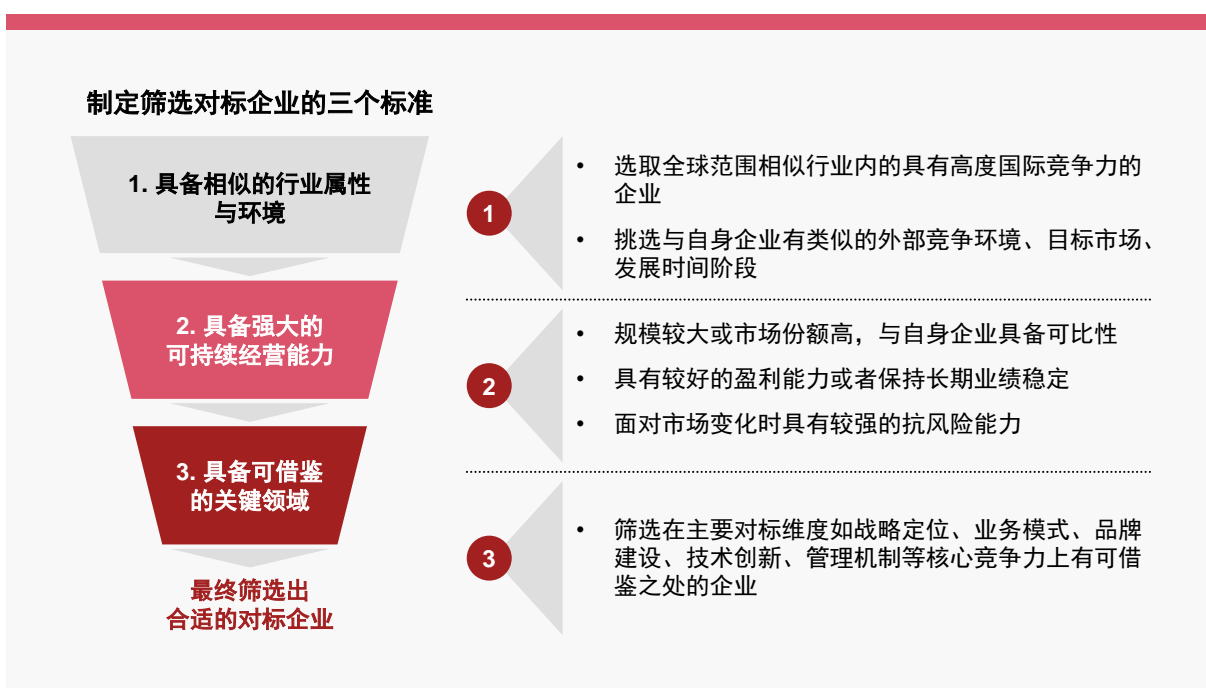 制定筛选对标企业的三个标准
1. 具备相似的行业属性
与环境
2. 具备强大的
可持续经营能力
3. 具备可借鉴
的关键领域
最终筛选出
合适的对标企业
1
• 选取全球范围相似行业内的具有高度国际竞争力的
企业
• 挑选与自身企业有类似的外部竞争环境、目标市场、
发展时间阶段
2
• 规模较大或市场份额高，与自身企业具备可比性
• 具有较好的盈利能力或者保持长期业绩稳定
• 面对市场变化时具有较强的抗风险能力
3
• 筛选在主要对标维度如战略定位、业务模式、品牌
建设、技术创新、管理机制等核心竞争力上有可借
鉴之处的企业